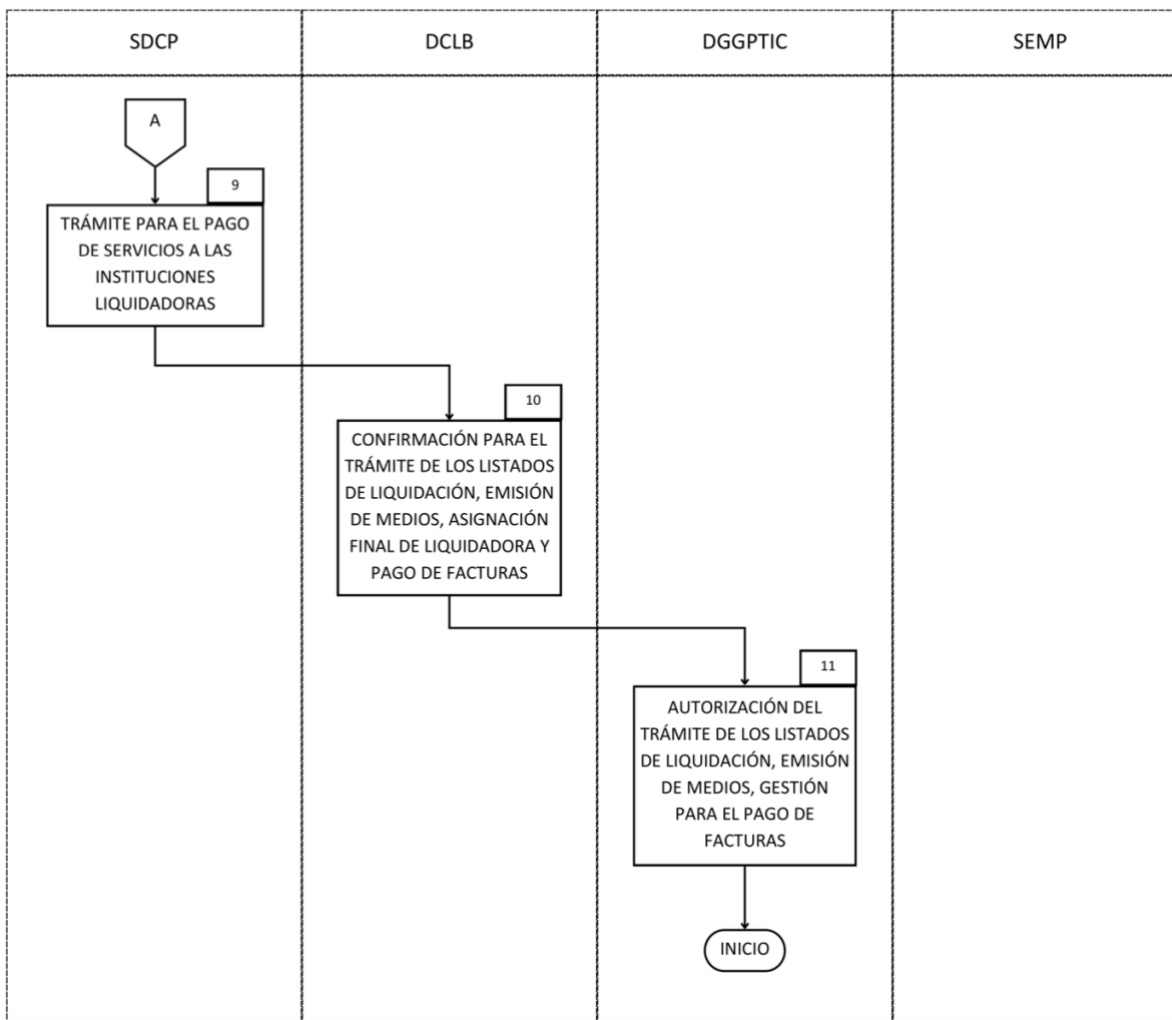 SDCP
DCLB
DGGPTIC
SEMP
A
9
TRÁMITE PARA EL PAGO
DE SERVICIOS A LAS
INSTITUCIONES
LIQUIDADORAS
10
CONFIRMACIÓN PARA EL
TRÁMITE DE LOS LISTADOS
DE LIQUIDACIÓN, EMISIÓN
DE MEDIOS, ASIGNACIÓN
FINAL DE LIQUIDADORA Y
PAGO DE FACTURAS
11
AUTORIZACIÓN DEL
TRÁMITE DE LOS LISTADOS
DE LIQUIDACIÓN, EMISIÓN
DE MEDIOS, GESTIÓN
PARA EL PAGO DE
FACTURAS
INICIO